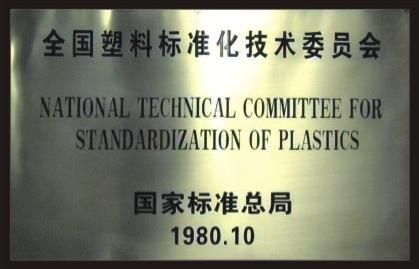 全国塑料标准化技术委员会
NATIONAL TECHNICAL COMMITTEE FOR
STANDARDIZATION OF PLASTICS
国家标准总局
1980.10